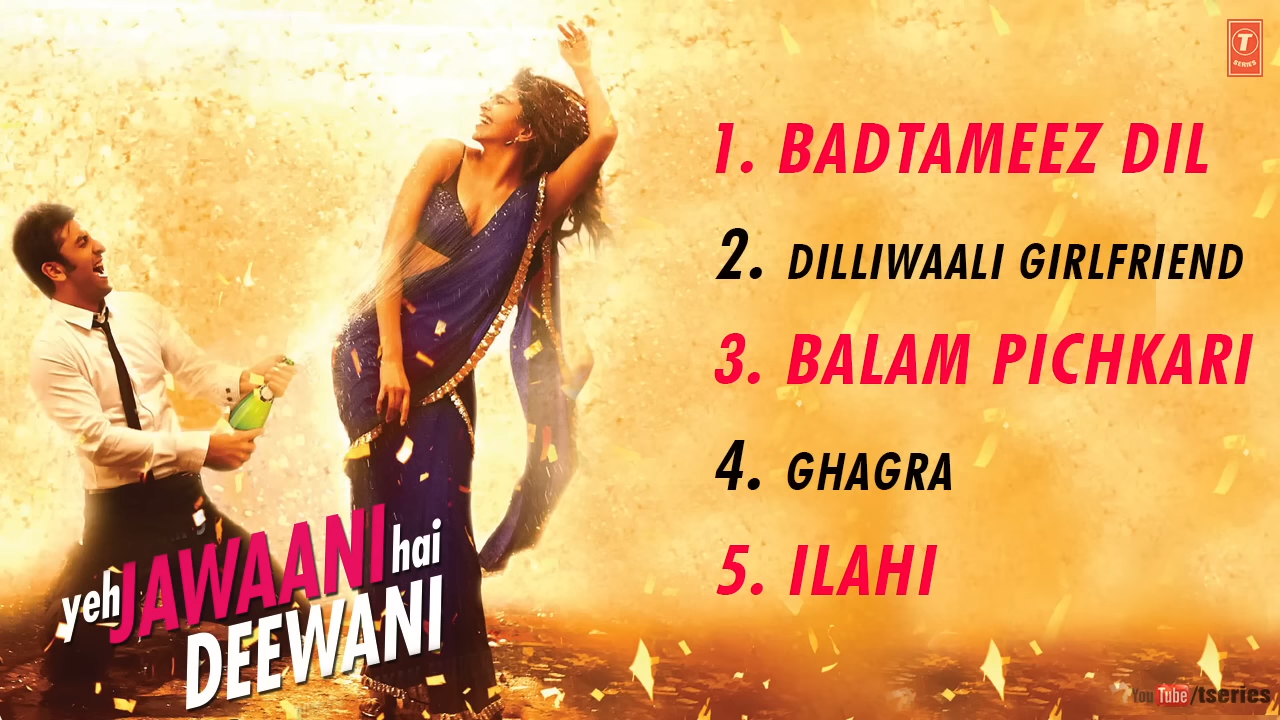 T
SERIES
1. BADTAMEEZ DIL
2. DILLIWAALI GIRLFRIEND
3. BALAM PICHKARI
4. GHAGRA
5. ILAHI
yeh JAWAANI hai
DEEWANI
YouTube/tseries